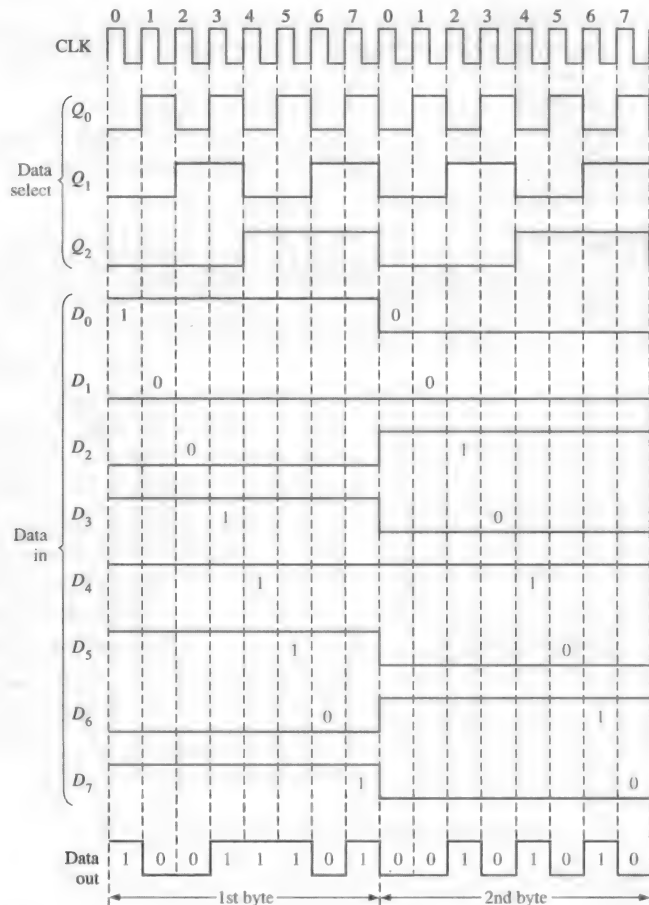 0 1 2 3 4 5 6 7 0 1 2 3 4 5 6 7
CLK
Q0
Data select
Q1
Q2
D0 1 0
D1 0 0
D2 0 1
D3 1 0
Data in
D4 1 1
D5 1 0
D6 0 1
D7 1 0
Data out 1 0 0 1 1 1 0 1 0 0 1 0 1 0 1 0
1st byte 2nd byte